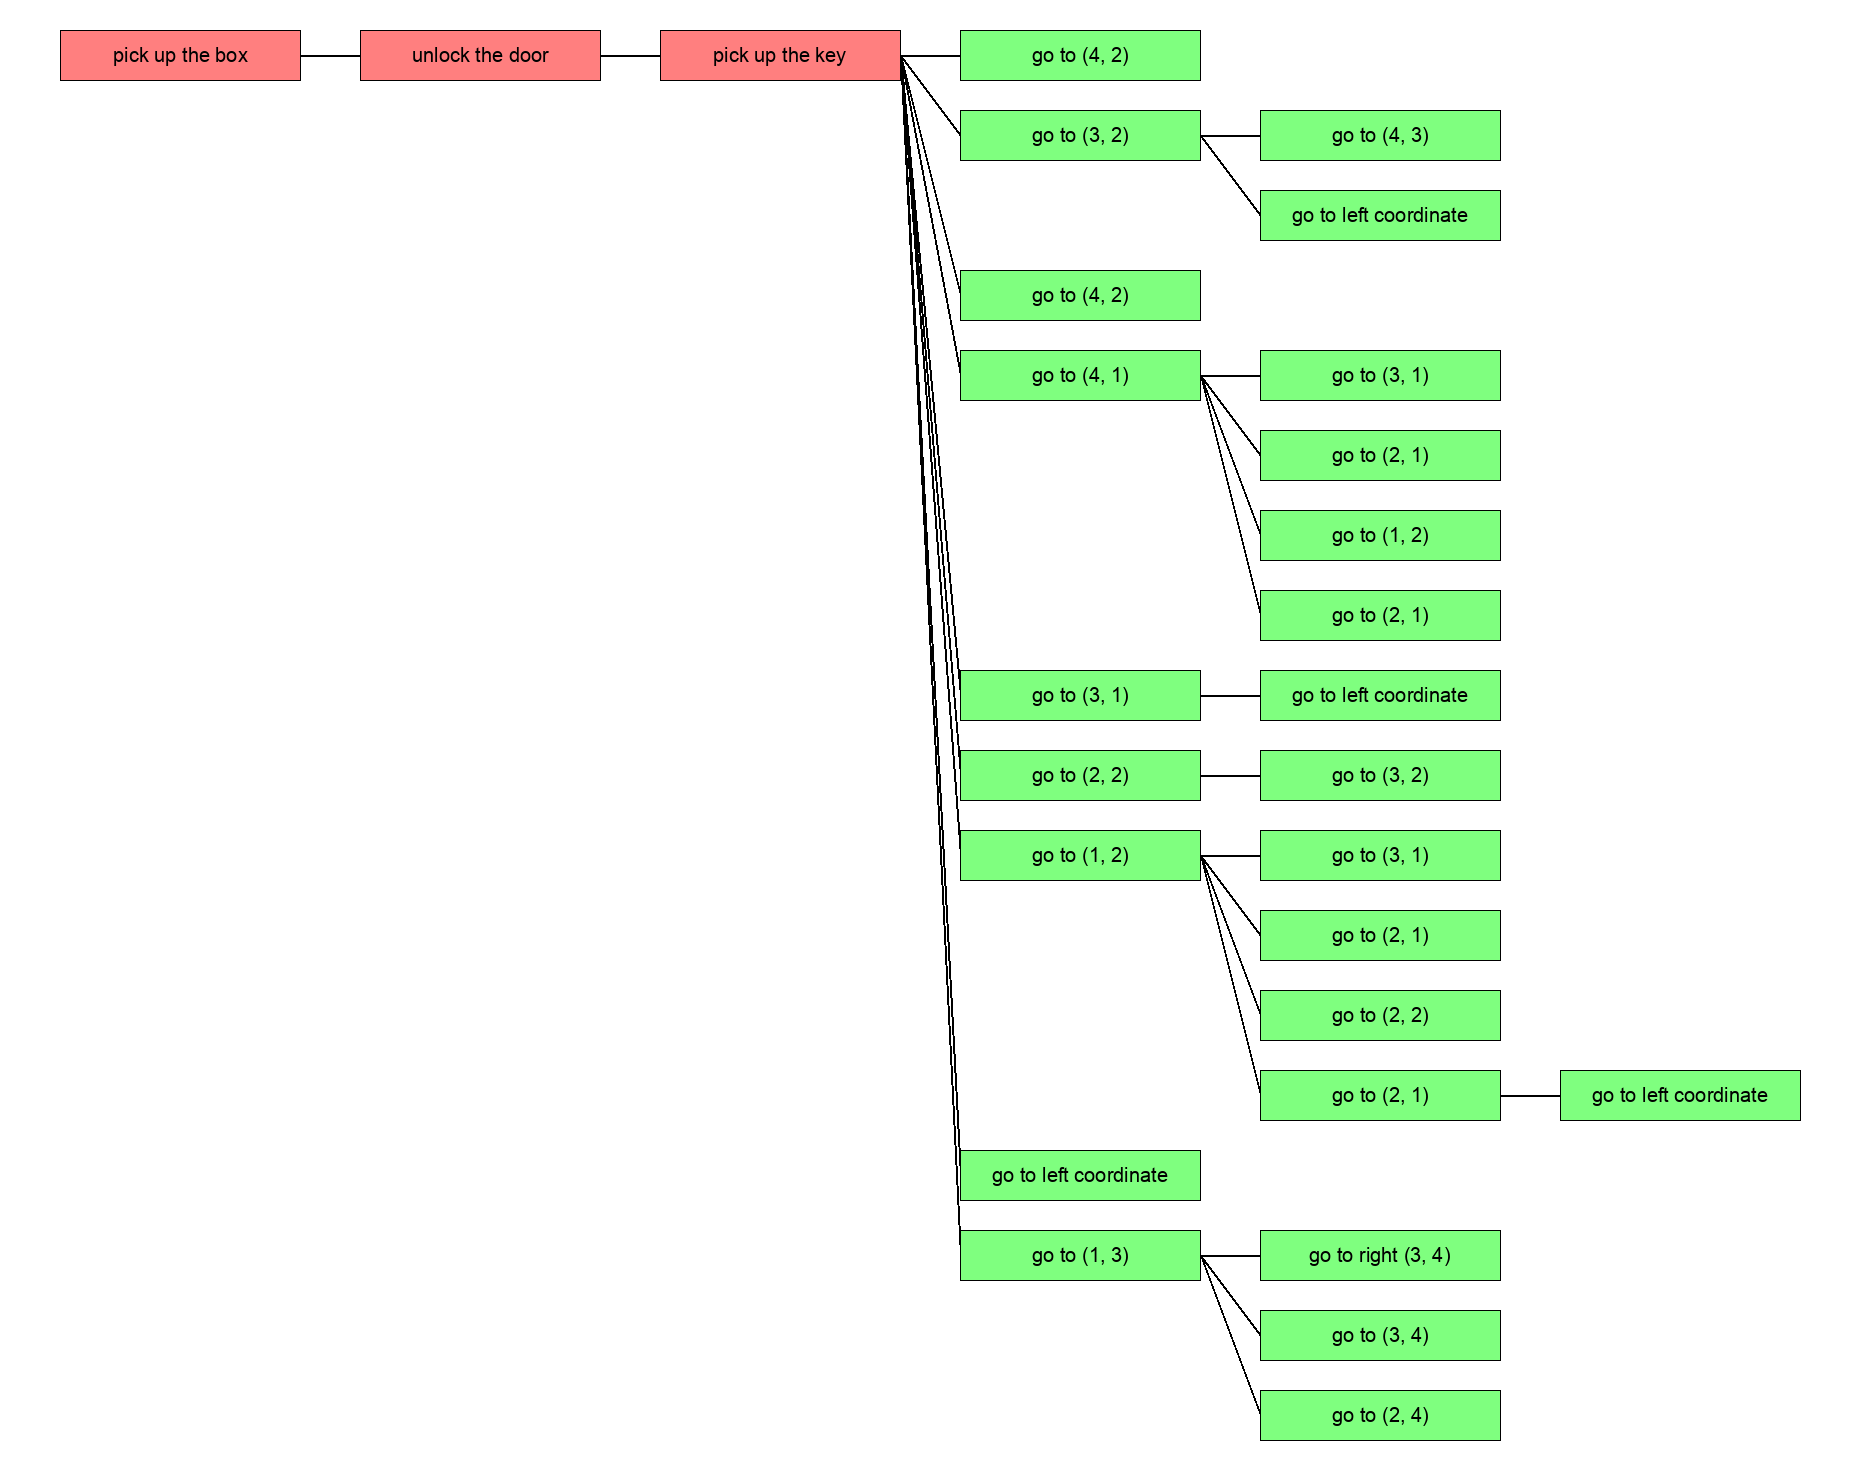 pick up the box
unlock the door
pick up the key
go to (4, 2)
go to (3, 2)
go to (4, 3)
go to left coordinate
go to (4, 2)
go to (4, 1)
go to (3, 1)
go to (2, 1)
go to (1, 2)
go to (2, 1)
go to (3, 1)
go to left coordinate
go to (2, 2)
go to (3, 2)
go to (1, 2)
go to (3, 1)
go to (2, 1)
go to (2, 2)
go to (2, 1)
go to left coordinate
go to left coordinate
go to (1, 3)
go to right (3, 4)
go to (3, 4)
go to (2, 4)